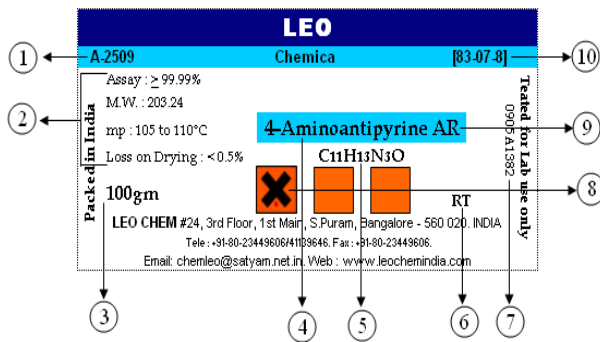 LEO
1 A-2509 Chemica [83-07-8] 10
Assay : ≥ 99.99%
M.W. : 203.24
2
mp : 105 to 110°C
Loss on Drying : <0.5%
Packed in India
4-Aminoantipyrine AR 9
C11H13N3O
8
100gm
RT
Teated for Lab use only
0905 A1382
LEO CHEM #24, 3rd Floor, 1st Main, S.Puram, Bangalore - 560 020. INDIA
Tele : +91-80-23449606/41139646. Fax : +91-80-23449606.
Email: chemleo@satyam.net.in. Web : www.leochemindia.com
3 4 5 6 7